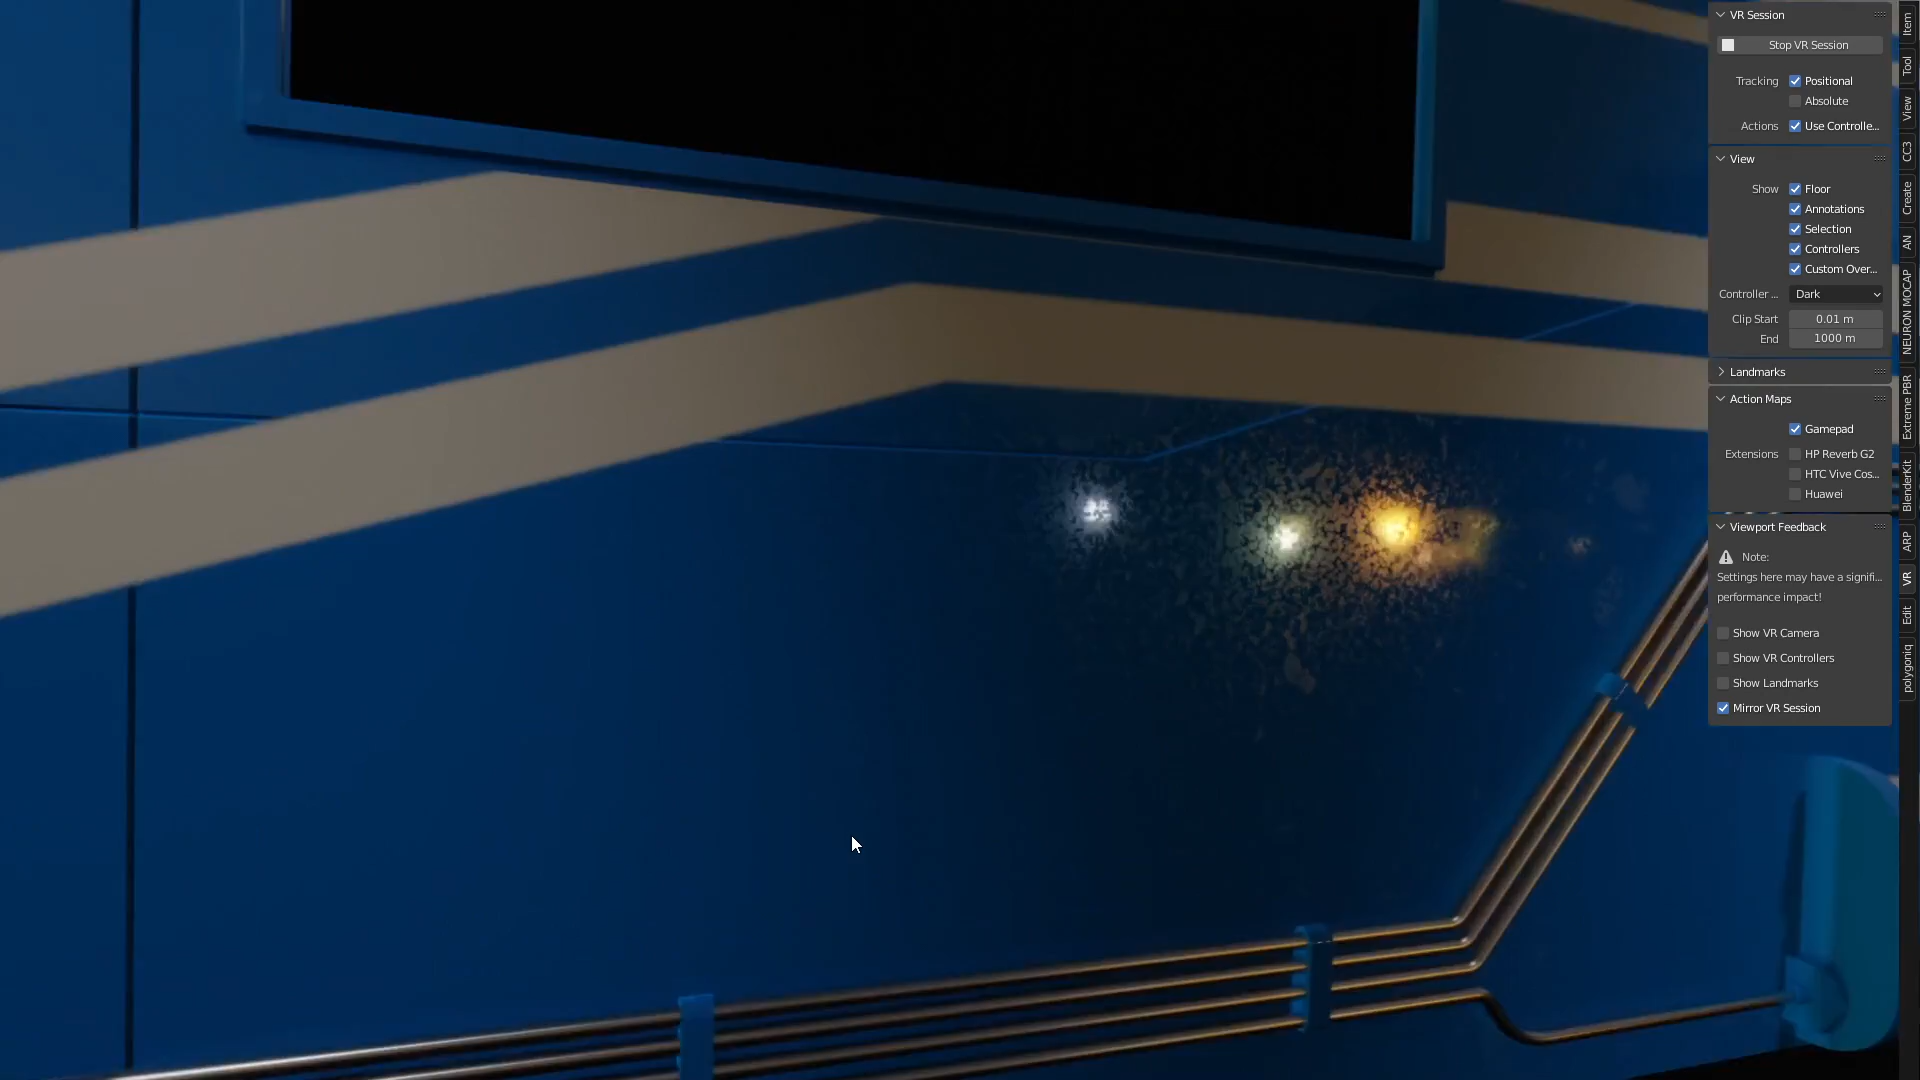 VR Session
Stop VR Session
Tracking Positional
Absolute
Actions Use Controlle...
View
Show Floor
Annotations
Selection
Controllers
Custom Over...
Controller ... Dark
Clip Start 0.01 m
End 1000 m
Landmarks
Action Maps
Gamepad
Extensions HP Reverb G2
HTC Vive Cos...
Huawei
Viewport Feedback
Note:
Settings here may have a signifi...
performance impact!
Show VR Camera
Show VR Controllers
Show Landmarks
Mirror VR Session
Item
Tool
View
CC3
Create
AN
NEURON MOCAP
Extreme PBR
BlenderKit
ARP
VR
Edit
polygoniq